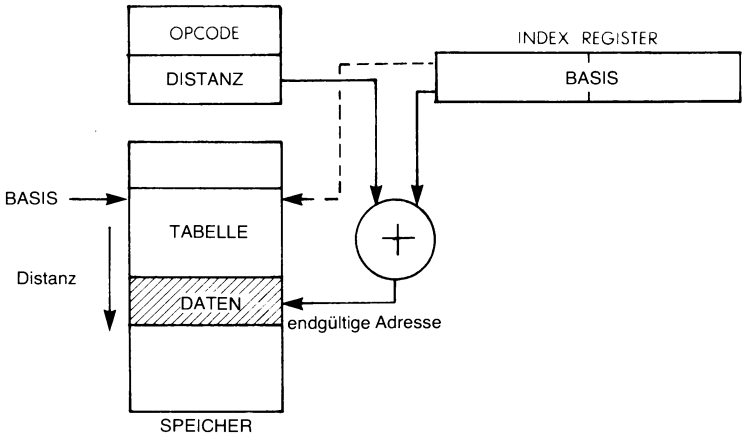 OPCODE
INDEX REGISTER
DISTANZ
BASIS
BASIS
TABELLE
Distanz
DATEN
endgültige Adresse
SPEICHER